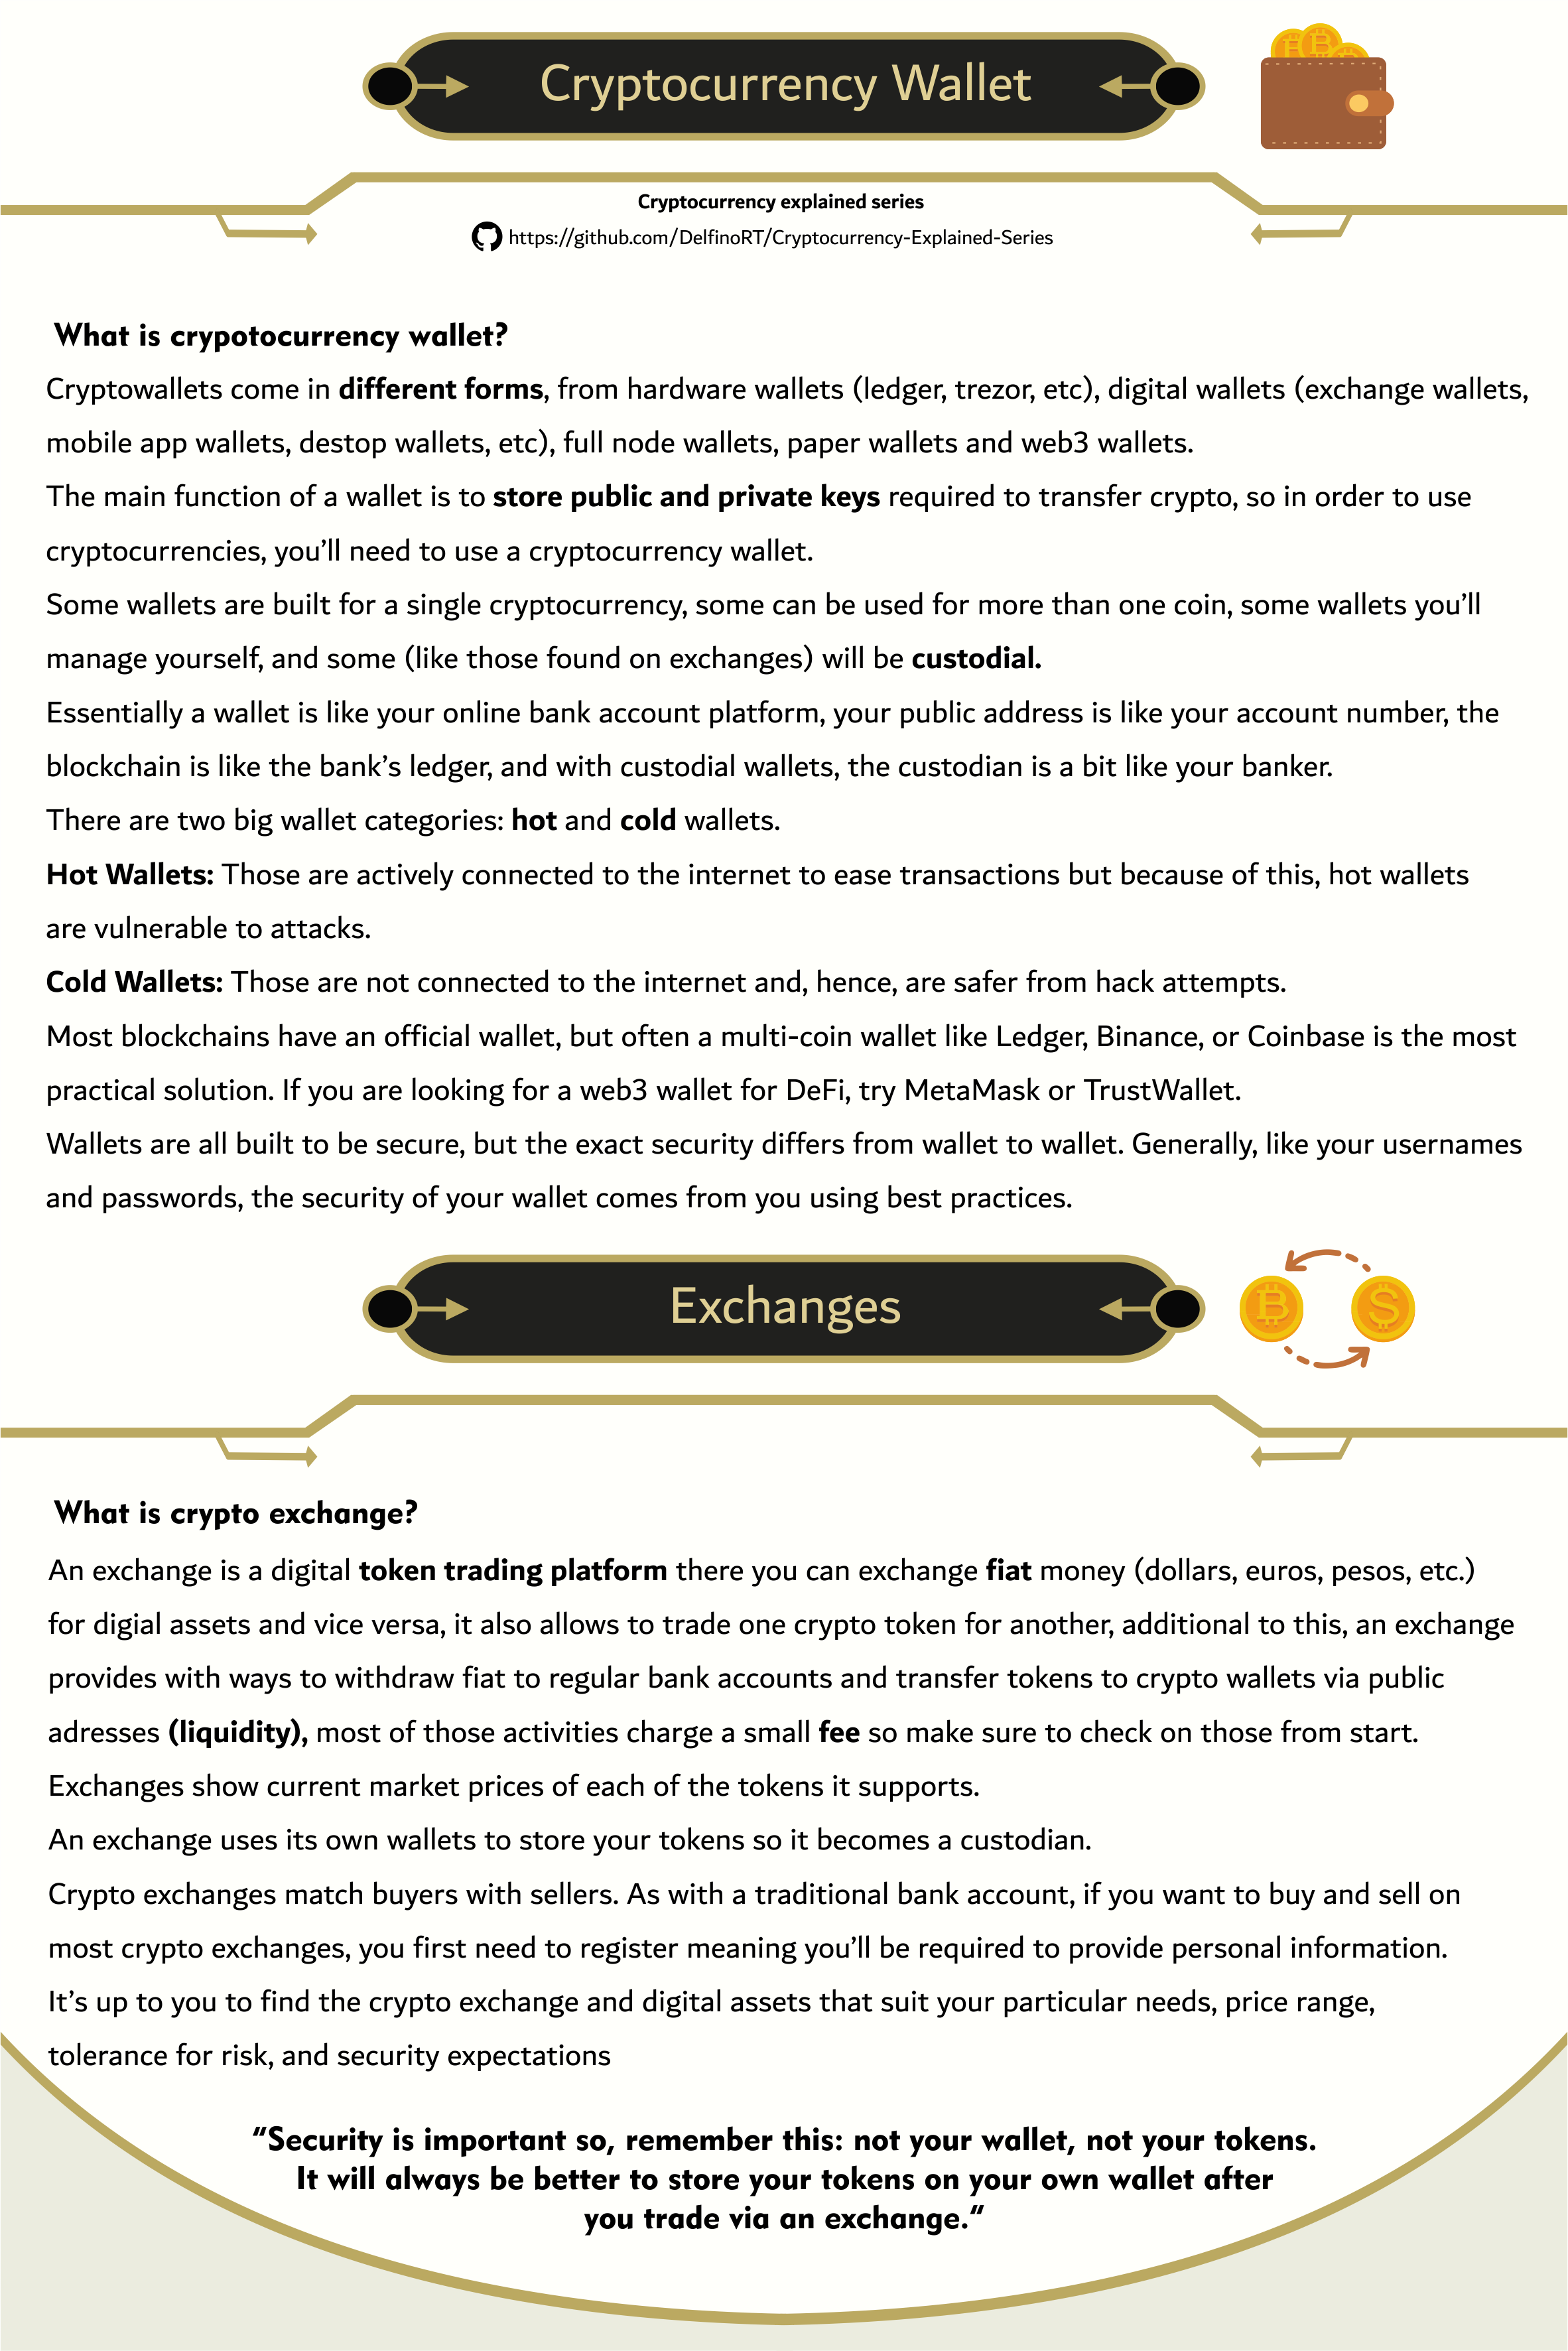 Cryptocurrency Wallet
Cryptocurrency explained series
https://github.com/DelfinoRT/Cryptocurrency-Explained-Series
What is crypotocurrency wallet?
Cryptowallets come in different forms, from hardware wallets (ledger, trezor, etc), digital wallets (exchange wallets,
mobile app wallets, destop wallets, etc), full node wallets, paper wallets and web3 wallets.
The main function of a wallet is to store public and private keys required to transfer crypto, so in order to use
cryptocurrencies, you’ll need to use a cryptocurrency wallet.
Some wallets are built for a single cryptocurrency, some can be used for more than one coin, some wallets you’ll
manage yourself, and some (like those found on exchanges) will be custodial.
Essentially a wallet is like your online bank account platform, your public address is like your account number, the
blockchain is like the bank’s ledger, and with custodial wallets, the custodian is a bit like your banker.
There are two big wallet categories: hot and cold wallets.
Hot Wallets: Those are actively connected to the internet to ease transactions but because of this, hot wallets
are vulnerable to attacks.
Cold Wallets: Those are not connected to the internet and, hence, are safer from hack attempts.
Most blockchains have an official wallet, but often a multi-coin wallet like Ledger, Binance, or Coinbase is the most
practical solution. If you are looking for a web3 wallet for DeFi, try MetaMask or TrustWallet.
Wallets are all built to be secure, but the exact security differs from wallet to wallet. Generally, like your usernames
and passwords, the security of your wallet comes from you using best practices.
Exchanges
What is crypto exchange?
An exchange is a digital token trading platform there you can exchange fiat money (dollars, euros, pesos, etc.)
for digial assets and vice versa, it also allows to trade one crypto token for another, additional to this, an exchange
provides with ways to withdraw fiat to regular bank accounts and transfer tokens to crypto wallets via public
adresses (liquidity), most of those activities charge a small fee so make sure to check on those from start.
Exchanges show current market prices of each of the tokens it supports.
An exchange uses its own wallets to store your tokens so it becomes a custodian.
Crypto exchanges match buyers with sellers. As with a traditional bank account, if you want to buy and sell on
most crypto exchanges, you first need to register meaning you’ll be required to provide personal information.
It’s up to you to find the crypto exchange and digital assets that suit your particular needs, price range,
tolerance for risk, and security expectations
“Security is important so, remember this: not your wallet, not your tokens.
It will always be better to store your tokens on your own wallet after
you trade via an exchange.“